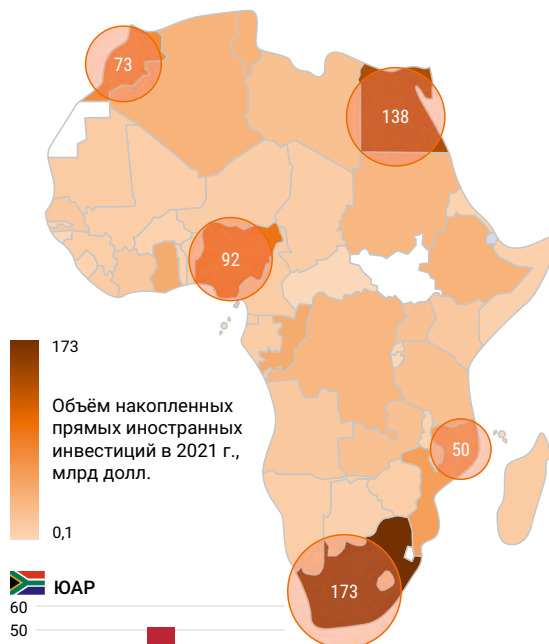 73
138
92
173
Объём накопленных
прямых иностранных
инвестиций в 2021 г.,
млрд долл.
50
0,1
173
ЮАР
60
50